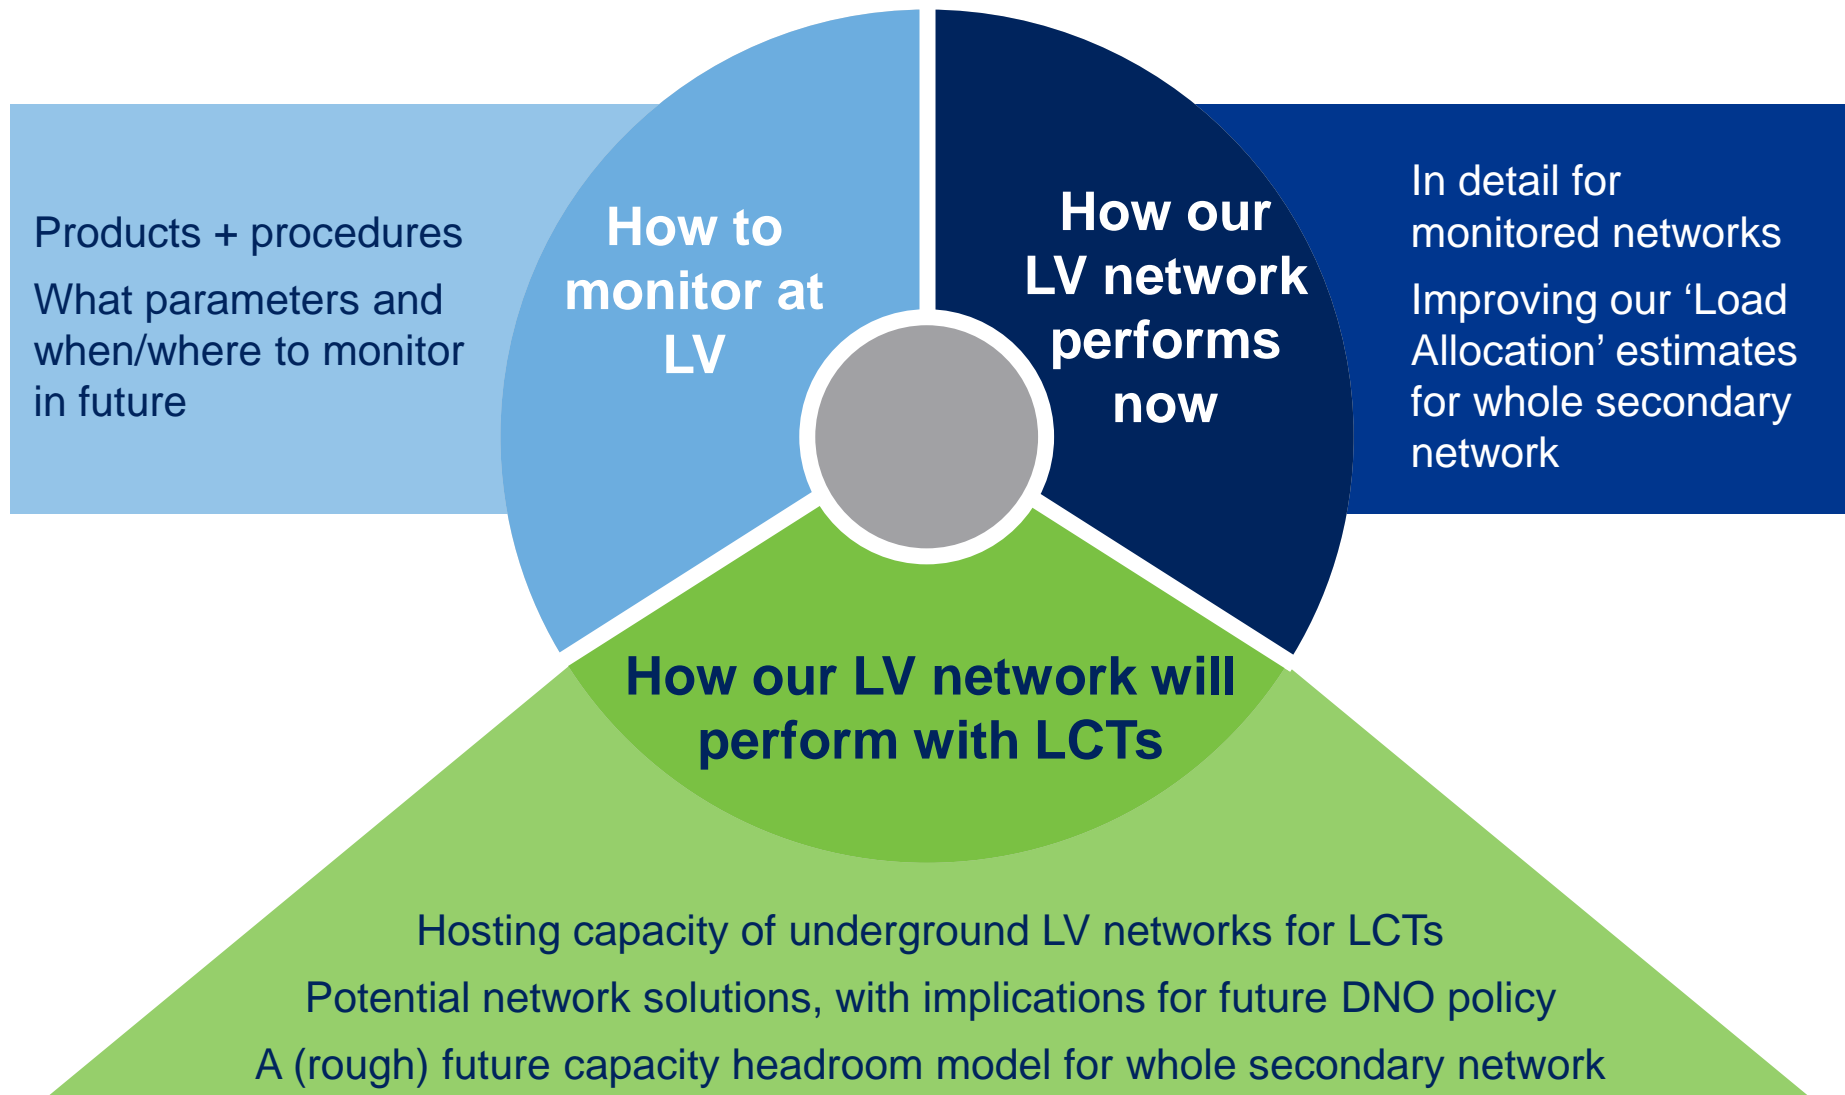 Products + procedures
What parameters and
when/where to monitor
in future
How to
monitor at
LV
How our
LV network
performs
now
In detail for
monitored networks
Improving our ‘Load
Allocation’ estimates
for whole secondary
network
How our LV network will
perform with LCTs
Hosting capacity of underground LV networks for LCTs
Potential network solutions, with implications for future DNO policy
A (rough) future capacity headroom model for whole secondary network